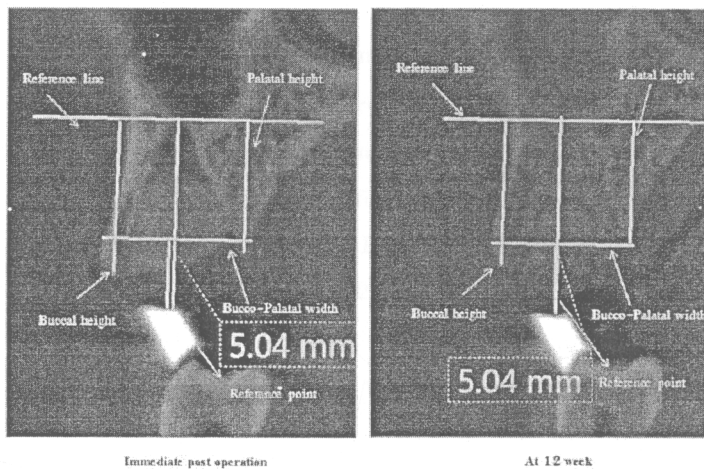 Reference line
Palatal height
Buccal height
Bucco-Palatal width
5.04 mm
Reference point
Immediate post operation
Reference line
Palatal height
Buccal height
Bucco-Palatal width
5.04 mm
Reference point
At 12 week